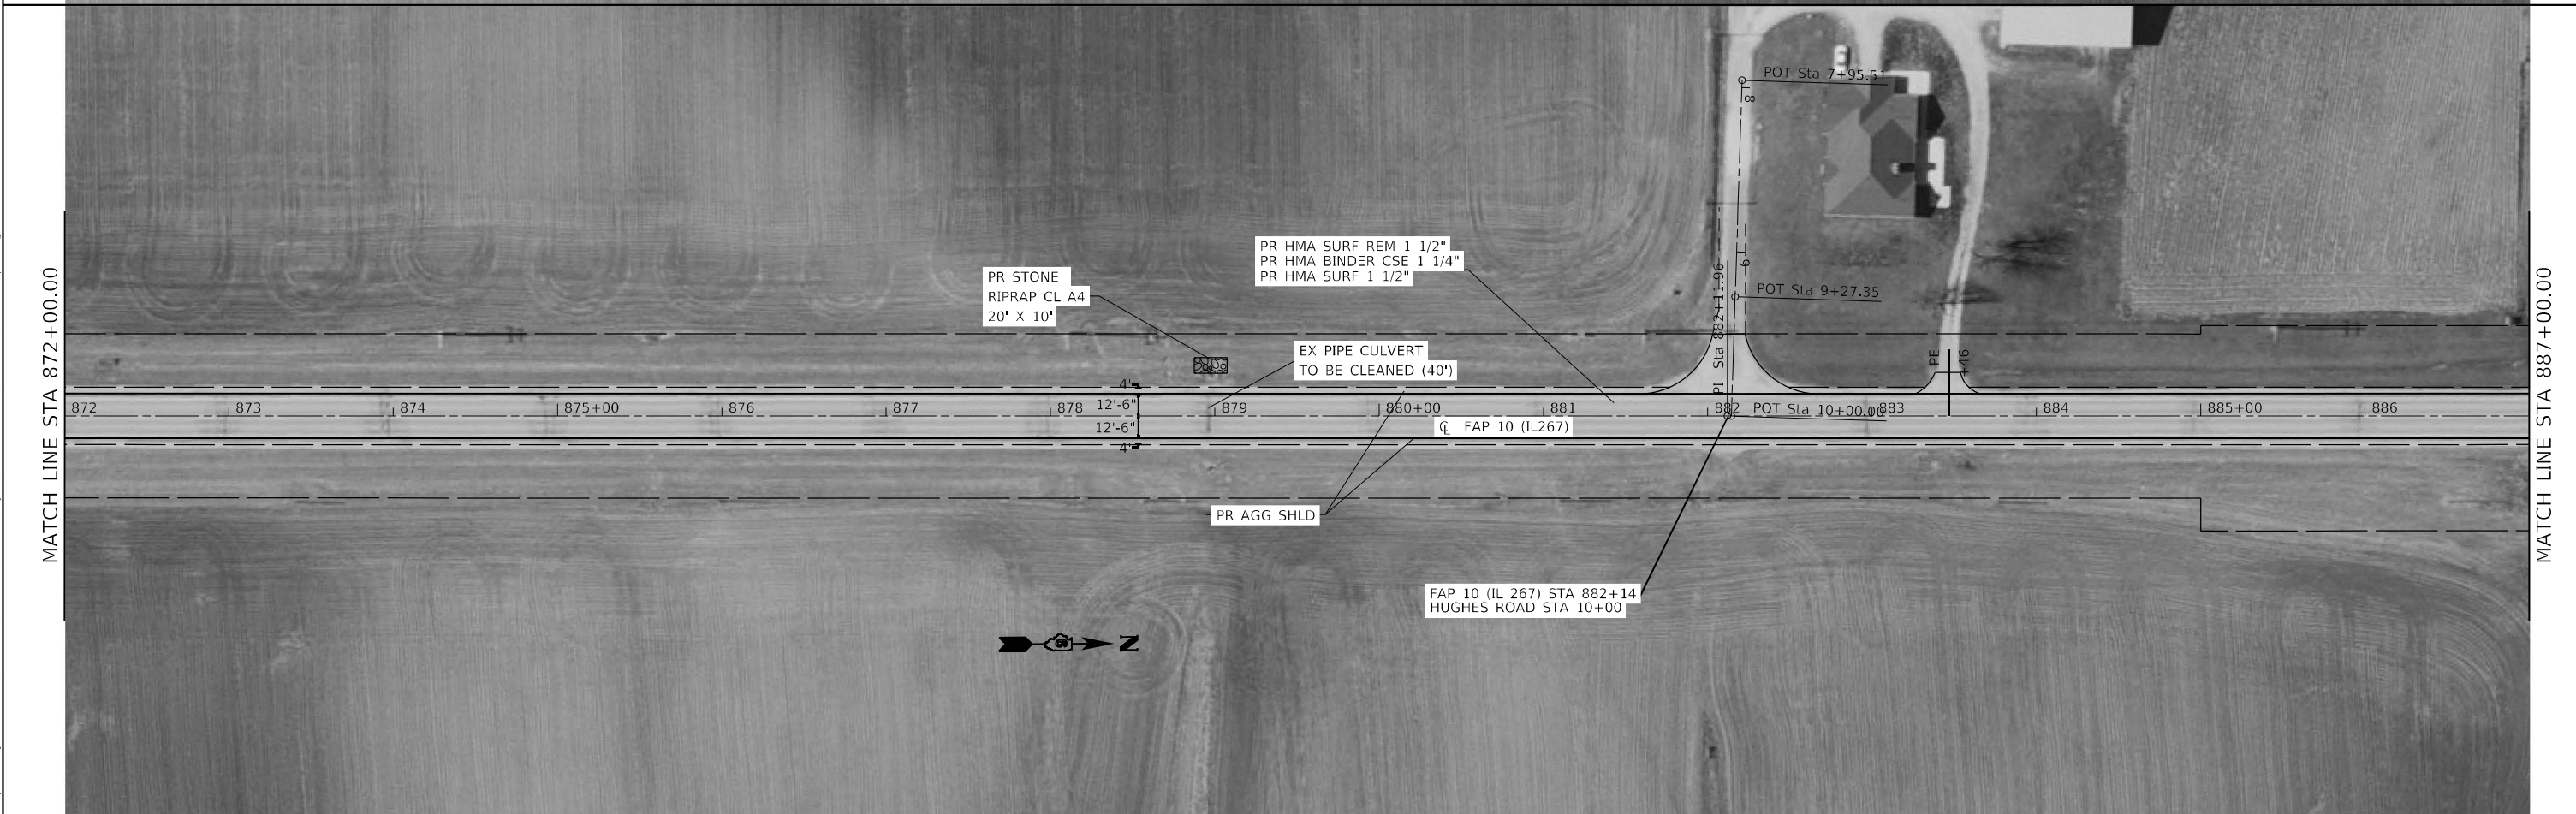 MATCH LINE STA 872+00.00
POT Sta 7+95.51
8
PR HMA SURF REM 1 1/2"
PR HMA BINDER CSE 1 1/4"
PR HMA SURF 1 1/2"
9
PR STONE
RIPRAP CL A4
20' X 10'
POT Sta 9+27.35
PI Sta 882+11.96
EX PIPE CULVERT
TO BE CLEANED (40')
PE
+46
4'
12'-6"
872 873 874 875+00 876 877 878 879 880+00 881 882 883 884 885+00 886
POT Sta 10+00.00
12'-6"
℄ FAP 10 (IL267)
4'
PR AGG SHLD
FAP 10 (IL 267) STA 882+14
HUGHES ROAD STA 10+00
N
MATCH LINE STA 887+00.00